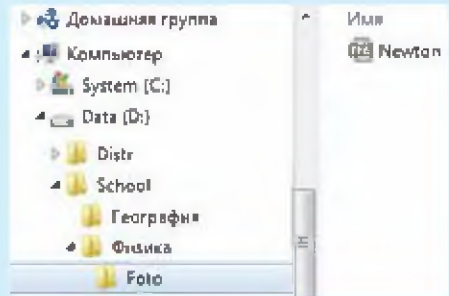 Домашняя группа
Компьютер
System (C:)
Data (D:)
Distr
School
География
Физика
Foto
Имя
Newton